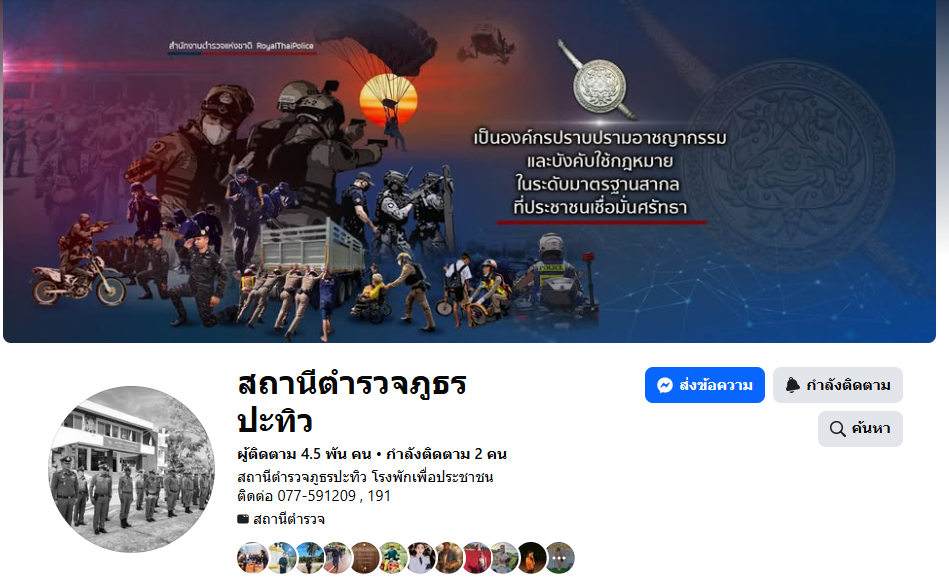 สำนักงานตำรวจแห่งชาติ RoyalThaiPolice
เป็นองค์กรปราบปรามอาชญากรรม
และบังคับใช้กฎหมาย
ในระดับมาตรฐานสากล
ที่ประชาชนเชื่อมั่นศรัทธา
POLICE
สถานีตำรวจภูธร
ปะทิว
ผู้ติดตาม 4.5 พัน คน • กำลังติดตาม 2 คน
สถานีตำรวจภูธรปะทิว โรงพักเพื่อประชาชน
ติดต่อ 077-591209 , 191
สถานีตำรวจ
ส่งข้อความ
กำลังติดตาม
ค้นหา